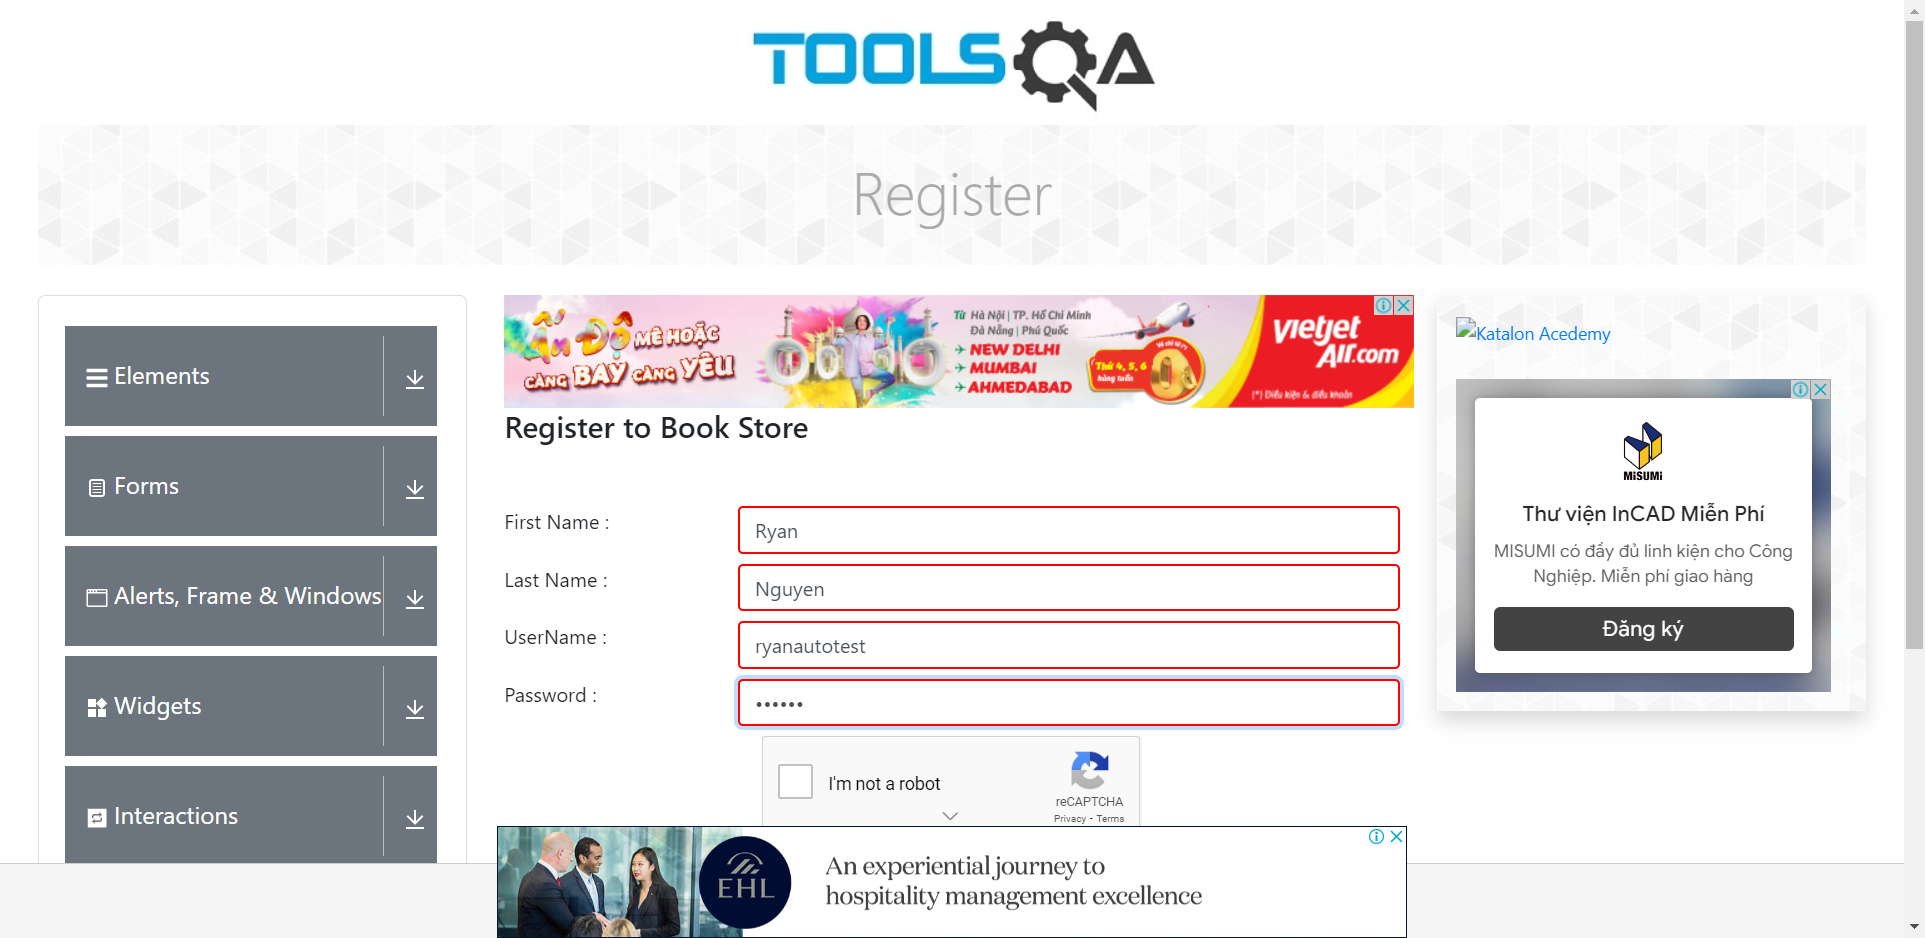 TOOLSQA
Register
Elements
Forms
Alerts, Frame & Windows
Widgets
Interactions
Ấn Độ MÊ HOẶC
CÀNG BAY CÀNG YÊU
Từ Hà Nội | TP. Hồ Chí Minh
Đà Nẵng | Phú Quốc
NEW DELHI
MUMBAI
AHMEDABAD
Thứ 4, 5, 6
hàng tuần
vietjet
Air.com
(*) Điều kiện & điều khoản
Register to Book Store
First Name :
Ryan
Last Name :
Nguyen
UserName :
ryanautotest
Password :
••••••
I'm not a robot
reCAPTCHA
Privacy - Terms
EHL
An experiential journey to
hospitality management excellence
Katalon Acedemy
MiSUMi
Thư viện InCAD Miễn Phí
MISUMI có đầy đủ linh kiện cho Công
Nghiệp. Miễn phí giao hàng
Đăng ký